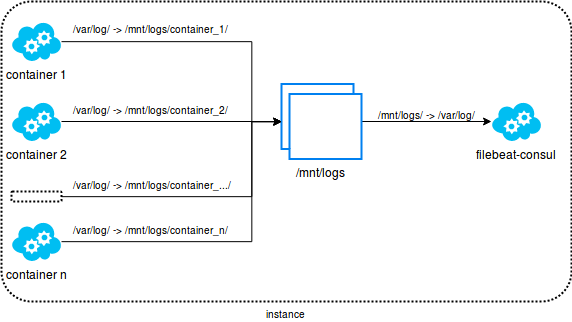 /var/log/ -> /mnt/logs/container_1/
container 1
/var/log/ -> /mnt/logs/container_2/
container 2
/var/log/ -> /mnt/logs/container_.../
/var/log/ -> /mnt/logs/container_n/
container n
/mnt/logs
/mnt/logs/ -> /var/log/
filebeat-consul
instance